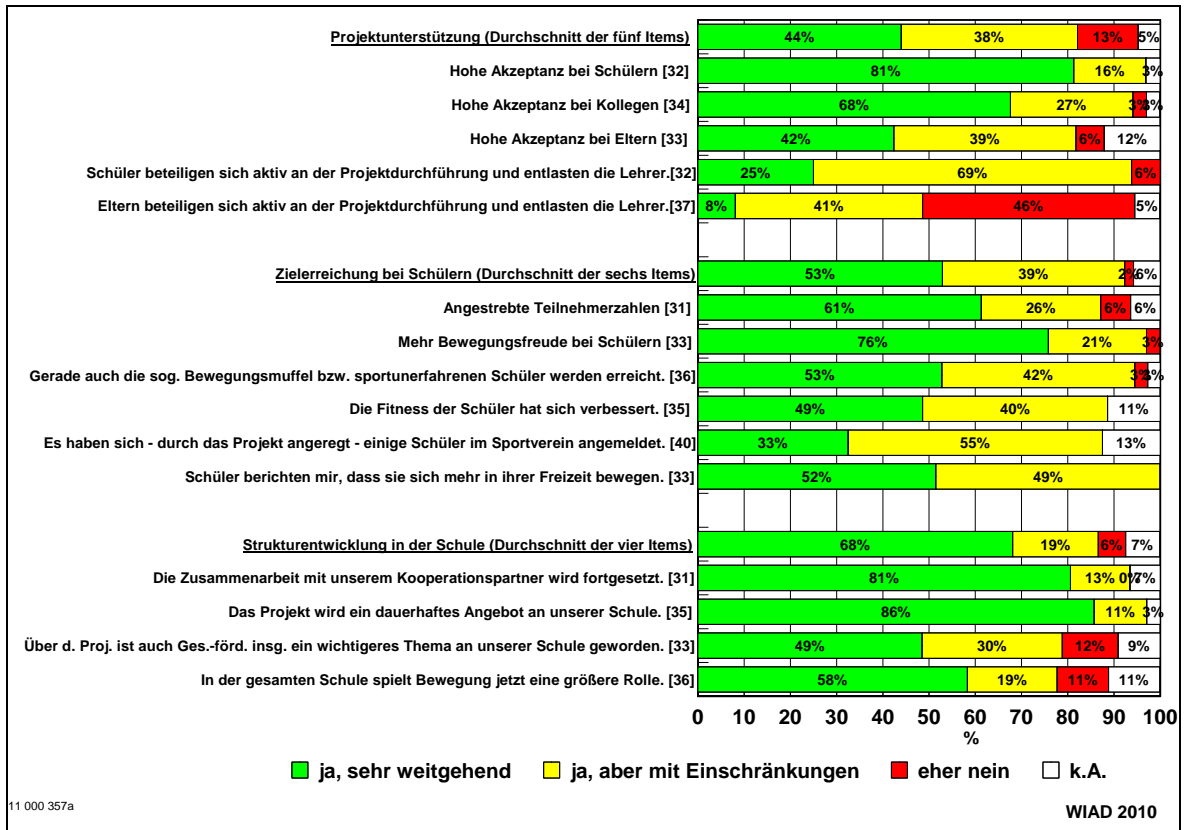 Projektunterstützung (Durchschnitt der fünf Items) 44% 38% 13% 5%
Hohe Akzeptanz bei Schülern [32] 81% 16% 3%
Hohe Akzeptanz bei Kollegen [34] 68% 27% 3% 3%
Hohe Akzeptanz bei Eltern [33] 42% 39% 6% 12%
Schüler beteiligen sich aktiv an der Projektdurchführung und entlasten die Lehrer.[32] 25% 69% 6%
Eltern beteiligen sich aktiv an der Projektdurchführung und entlasten die Lehrer.[37] 8% 41% 46% 5%
Zielerreichung bei Schülern (Durchschnitt der sechs Items) 53% 39% 2% 6%
Angestrebte Teilnehmerzahlen [31] 61% 26% 6% 6%
Mehr Bewegungsfreude bei Schülern [33] 76% 21% 3%
Gerade auch die sog. Bewegungsmuffel bzw. sportunerfahrenen Schüler werden erreicht. [36] 53% 42% 3% 3%
Die Fitness der Schüler hat sich verbessert. [35] 49% 40% 11%
Es haben sich - durch das Projekt angeregt - einige Schüler im Sportverein angemeldet. [40] 33% 55% 13%
Schüler berichten mir, dass sie sich mehr in ihrer Freizeit bewegen. [33] 52% 49%
Strukturentwicklung in der Schule (Durchschnitt der vier Items) 68% 19% 6% 7%
Die Zusammenarbeit mit unserem Kooperationspartner wird fortgesetzt. [31] 81% 13% 0% 7%
Das Projekt wird ein dauerhaftes Angebot an unserer Schule. [35] 86% 11% 3%
Über d. Proj. ist auch Ges.-förd. insg. ein wichtigeres Thema an unserer Schule geworden. [33] 49% 30% 12% 9%
In der gesamten Schule spielt Bewegung jetzt eine größere Rolle. [36] 58% 19% 11% 11%
0 10 20 30 40 50 60 70 80 90 100
%
ja, sehr weitgehend ja, aber mit Einschränkungen eher nein k.A.
11 000 357a
WIAD 2010